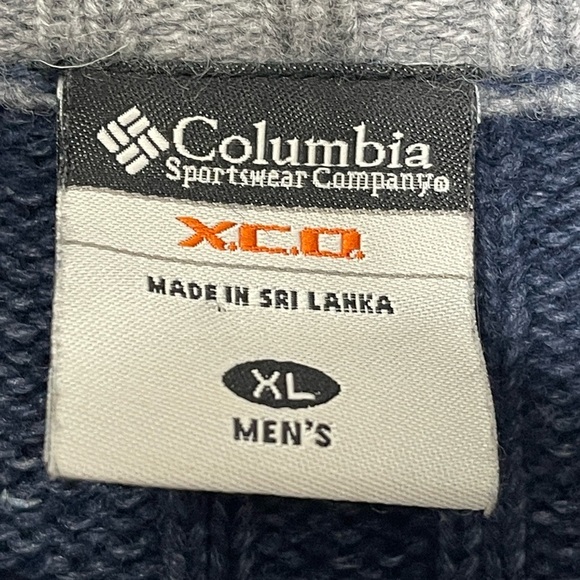 Columbia
Sportswear Company®
X.C.O.
MADE IN SRI LANKA
XL
MEN'S